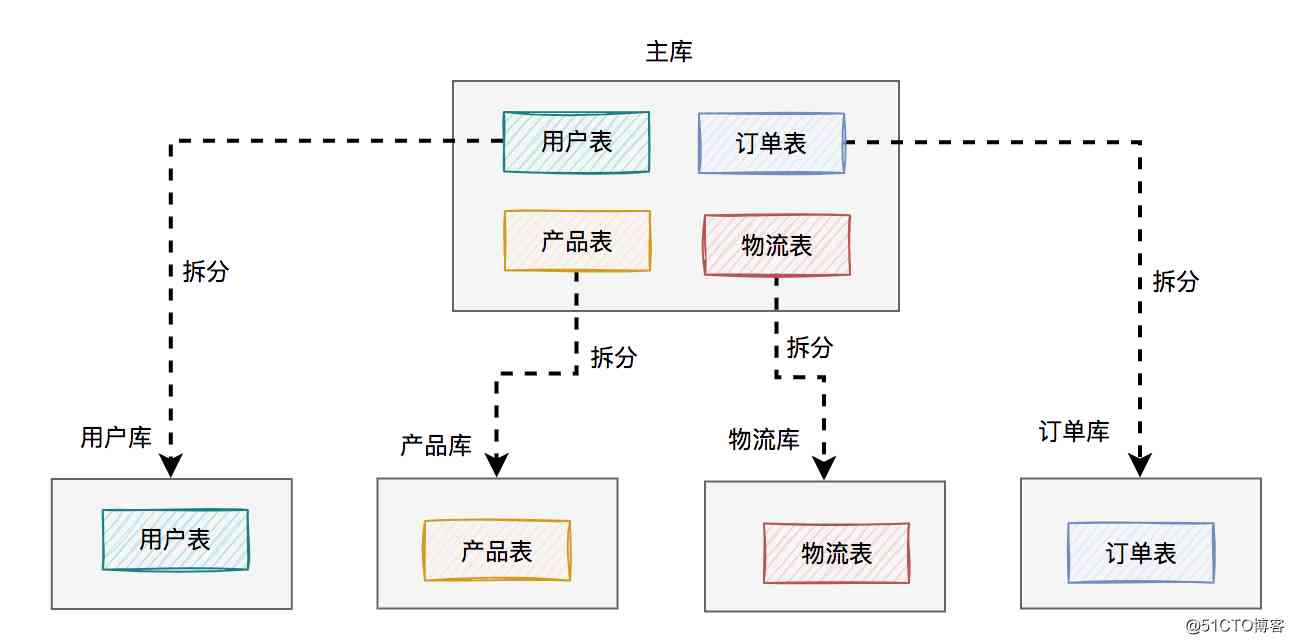 主库
用户表
订单表
产品表
物流表
拆分
拆分
拆分
拆分
用户库
产品库
物流库
订单库
用户表
产品表
物流表
订单表
@51CTO博客